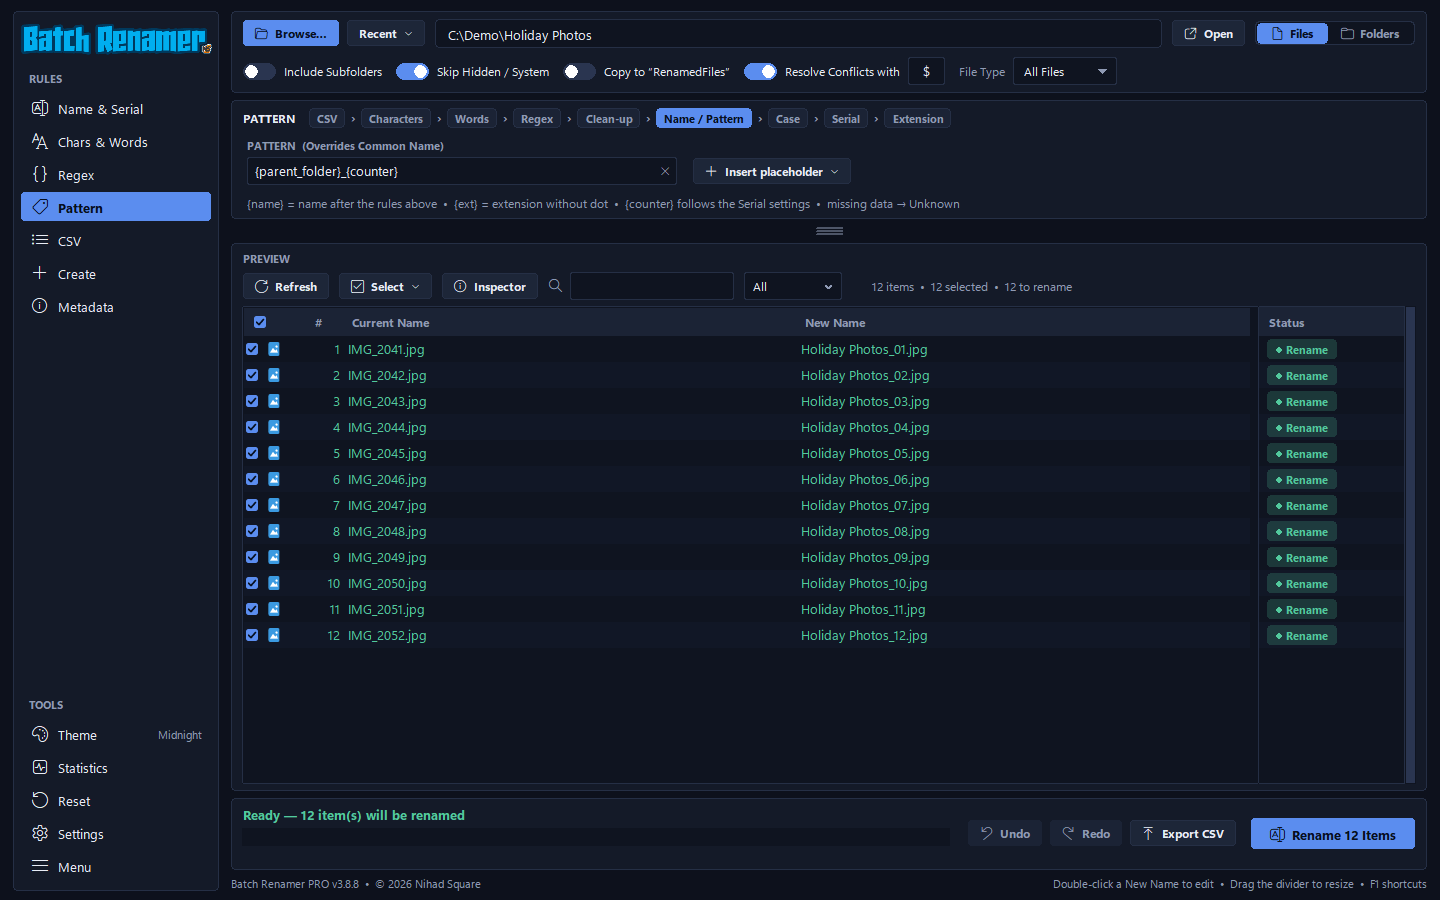 Batch Renamer
RULES
Name & Serial
Chars & Words
Regex
Pattern
CSV
Create
Metadata
TOOLS
Theme Midnight
Statistics
Reset
Settings
Menu
Browse... Recent C:\Demo\Holiday Photos Open Files Folders
Include Subfolders Skip Hidden / System Copy to “RenamedFiles” Resolve Conflicts with $ File Type All Files
PATTERN CSV › Characters › Words › Regex › Clean-up › Name / Pattern › Case › Serial › Extension
PATTERN (Overrides Common Name)
{parent_folder}_{counter} × + Insert placeholder
{name} = name after the rules above • {ext} = extension without dot • {counter} follows the Serial settings • missing data → Unknown
PREVIEW
Refresh Select Inspector All 12 items • 12 selected • 12 to rename
# Current Name New Name Status
1 IMG_2041.jpg Holiday Photos_01.jpg Rename
2 IMG_2042.jpg Holiday Photos_02.jpg Rename
3 IMG_2043.jpg Holiday Photos_03.jpg Rename
4 IMG_2044.jpg Holiday Photos_04.jpg Rename
5 IMG_2045.jpg Holiday Photos_05.jpg Rename
6 IMG_2046.jpg Holiday Photos_06.jpg Rename
7 IMG_2047.jpg Holiday Photos_07.jpg Rename
8 IMG_2048.jpg Holiday Photos_08.jpg Rename
9 IMG_2049.jpg Holiday Photos_09.jpg Rename
10 IMG_2050.jpg Holiday Photos_10.jpg Rename
11 IMG_2051.jpg Holiday Photos_11.jpg Rename
12 IMG_2052.jpg Holiday Photos_12.jpg Rename
Ready — 12 item(s) will be renamed
Undo Redo Export CSV Rename 12 Items
Batch Renamer PRO v3.8.8 • © 2026 Nihad Square
Double-click a New Name to edit • Drag the divider to resize • F1 shortcuts